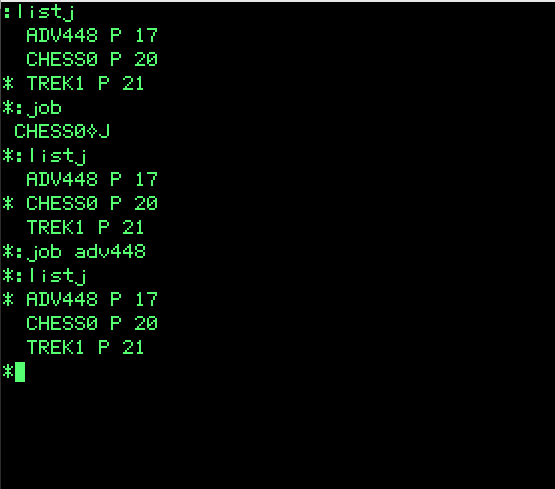 :listj
  ADV448 P 17
  CHESS0 P 20
* TREK1 P 21
*:job
 CHESS0⋄J
*:listj
  ADV448 P 17
* CHESS0 P 20
  TREK1 P 21
*:job adv448
*:listj
* ADV448 P 17
  CHESS0 P 20
  TREK1 P 21
*